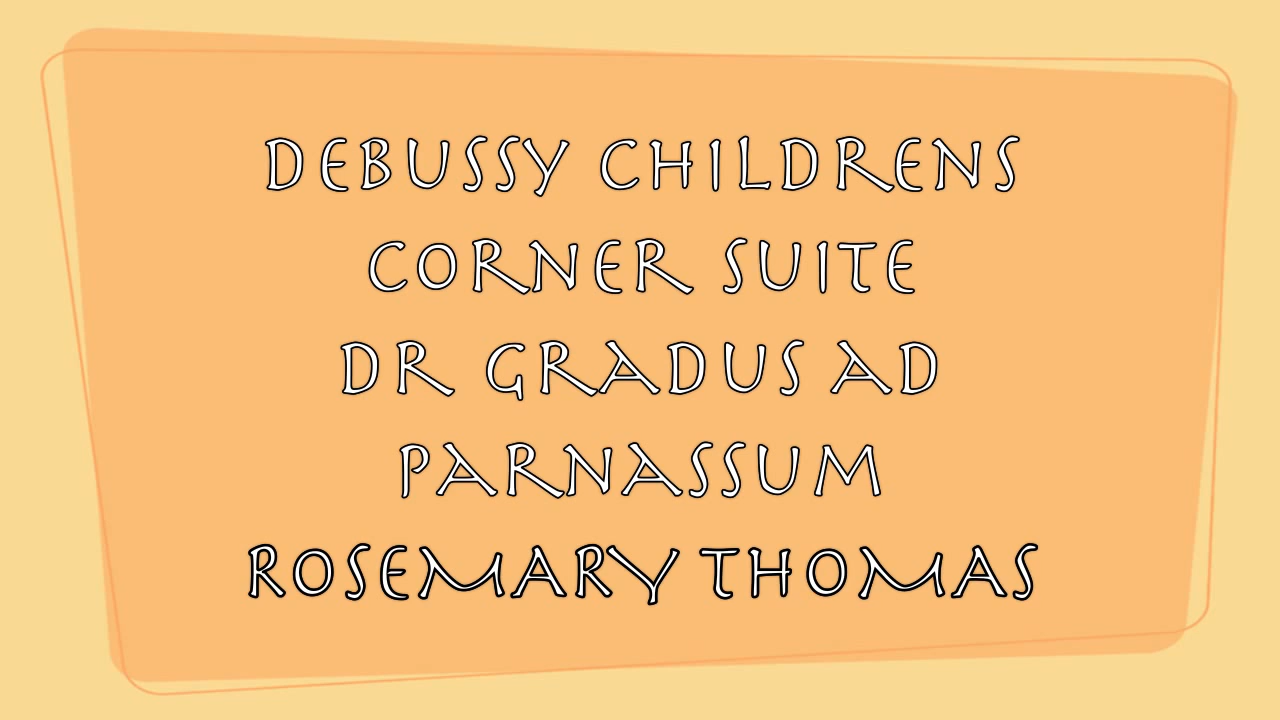 DEBUSSY CHILDRENS
CORNER SUITE
DR GRADUS AD
PARNASSUM
ROSEMARY THOMAS